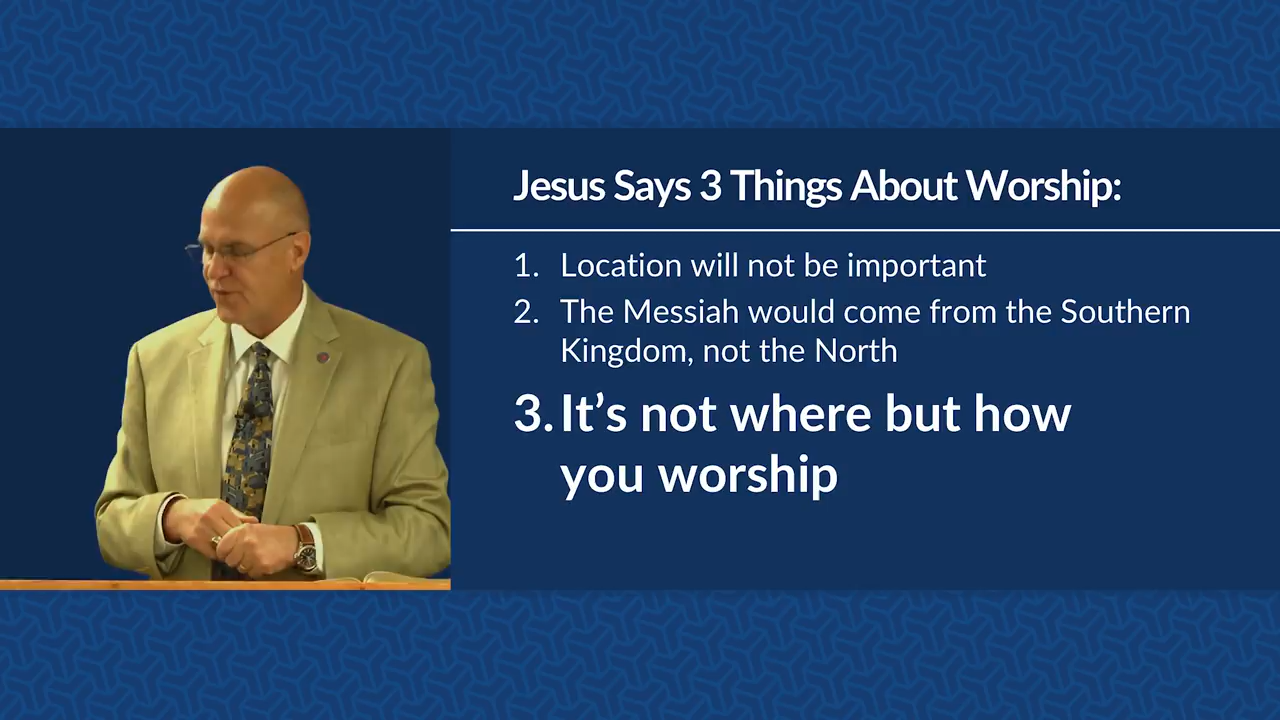 Jesus Says 3 Things About Worship:
1. Location will not be important
2. The Messiah would come from the Southern
Kingdom, not the North
3. It’s not where but how
you worship